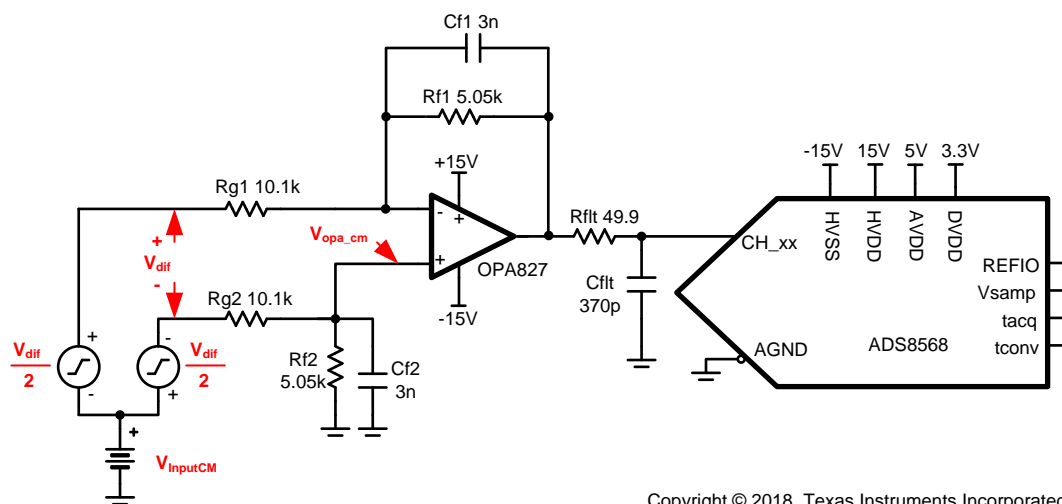 Cf1 3n
Rf1 5.05k
+15V
-15V 15V 5V 3.3V
Rg1 10.1k
HVSS
HVDD
AVDD
DVDD
-
+
Vopa_cm
+
Rflt 49.9
CH_xx
+
Vdif
-
OPA827
REFIO
Cflt
370p
Vsamp
Rg2 10.1k
-15V
tacq
+
-
AGND
ADS8568
tconv
Vdif
2
Vdif
2
Rf2
5.05k
Cf2
3n
-
+
+
VInputCM
Copyright © 2018, Texas Instruments Incorporated